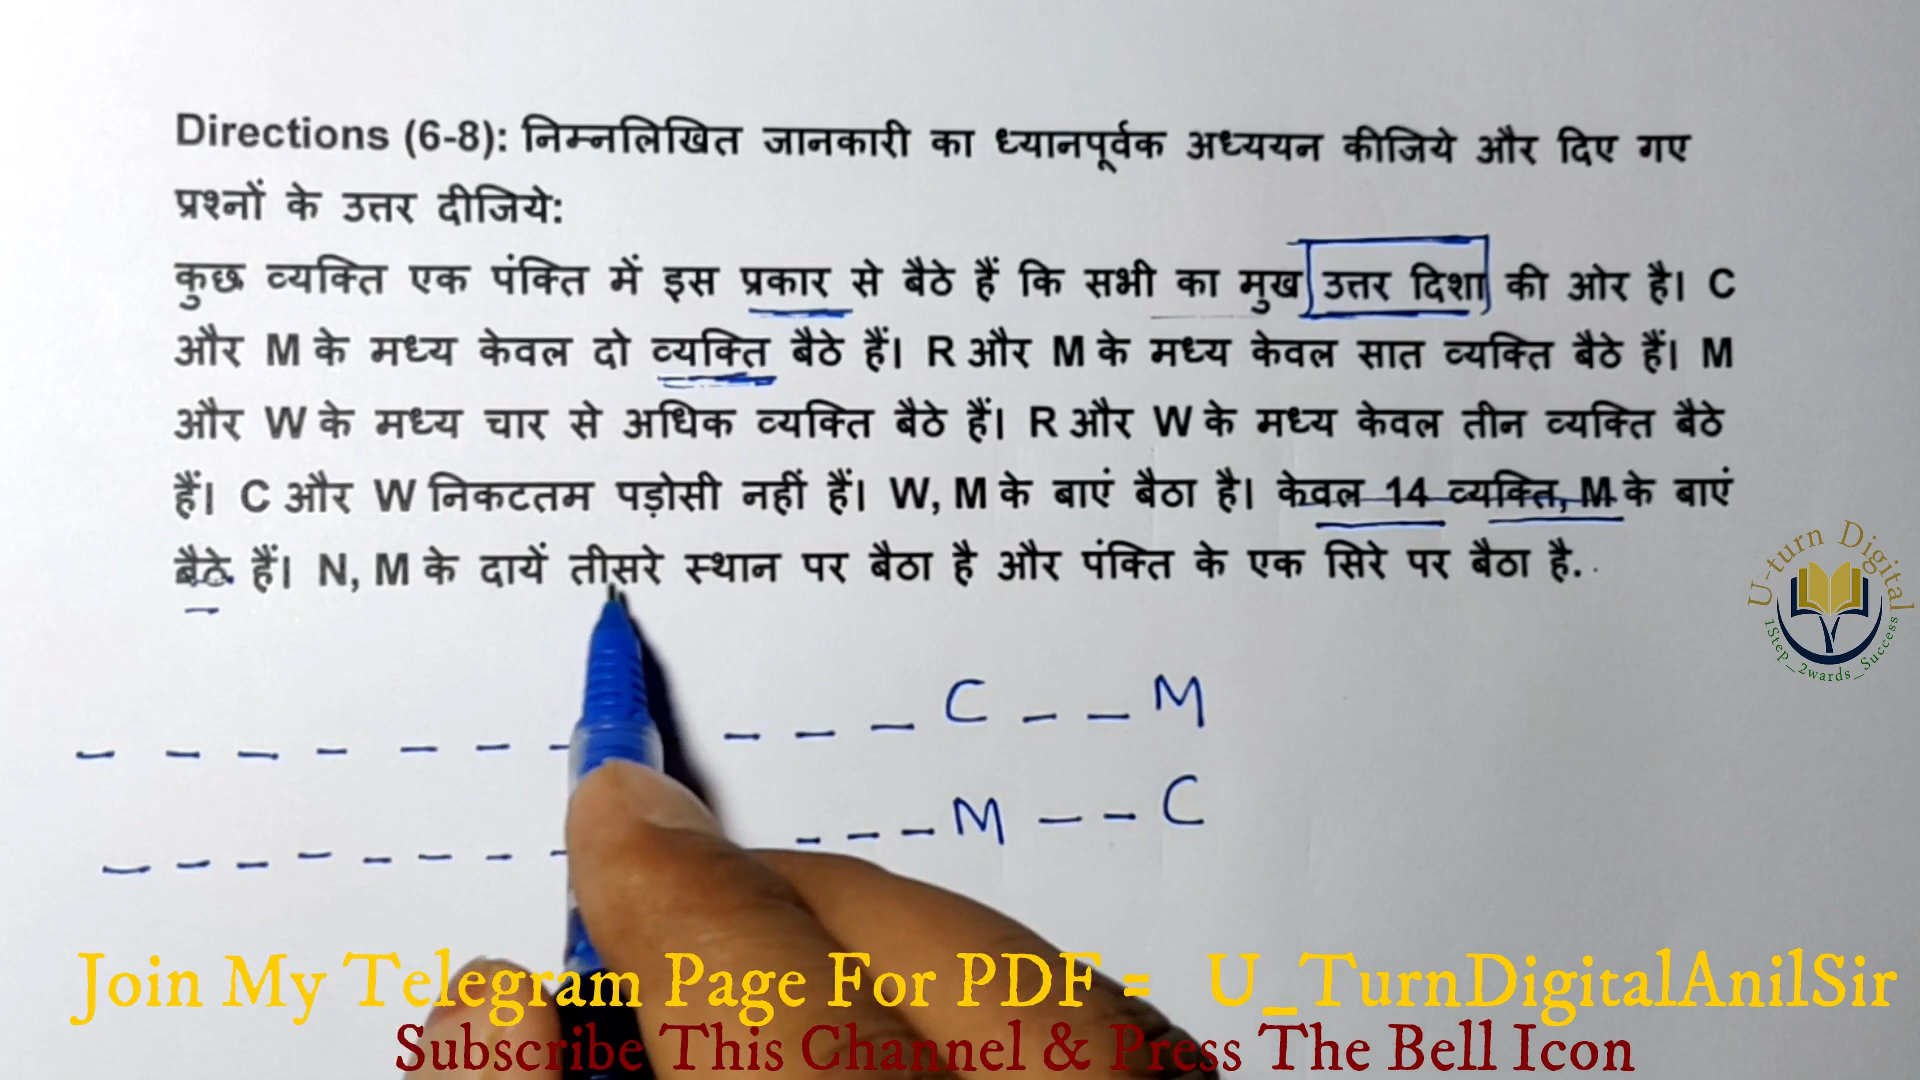 Directions (6-8): निम्नलिखित जानकारी का ध्यानपूर्वक अध्ययन कीजिये और दिए गए
प्रश्नों के उत्तर दीजिये:
कुछ व्यक्ति एक पंक्ति में इस प्रकार से बैठे हैं कि सभी का मुख उत्तर दिशा की ओर है। C
और M के मध्य केवल दो व्यक्ति बैठे हैं। R और M के मध्य केवल सात व्यक्ति बैठे हैं। M
और W के मध्य चार से अधिक व्यक्ति बैठे हैं। R और W के मध्य केवल तीन व्यक्ति बैठे
हैं। C और W निकटतम पड़ोसी नहीं हैं। W, M के बाएं बैठा है। केवल 14 व्यक्ति, M के बाएं
बैठे हैं। N, M के दायें तीसरे स्थान पर बैठा है और पंक्ति के एक सिरे पर बैठा है.
U-turn Digital
1Step_2wards_Success
_ _ _ _ _ _ _ _ _ _ C _ _ M
_ _ _ _ _ _ _ _ _ _ _ M _ _ C
Join My Telegram Page For PDF = U_TurnDigitalAnilSir
Subscribe This Channel & Press The Bell Icon